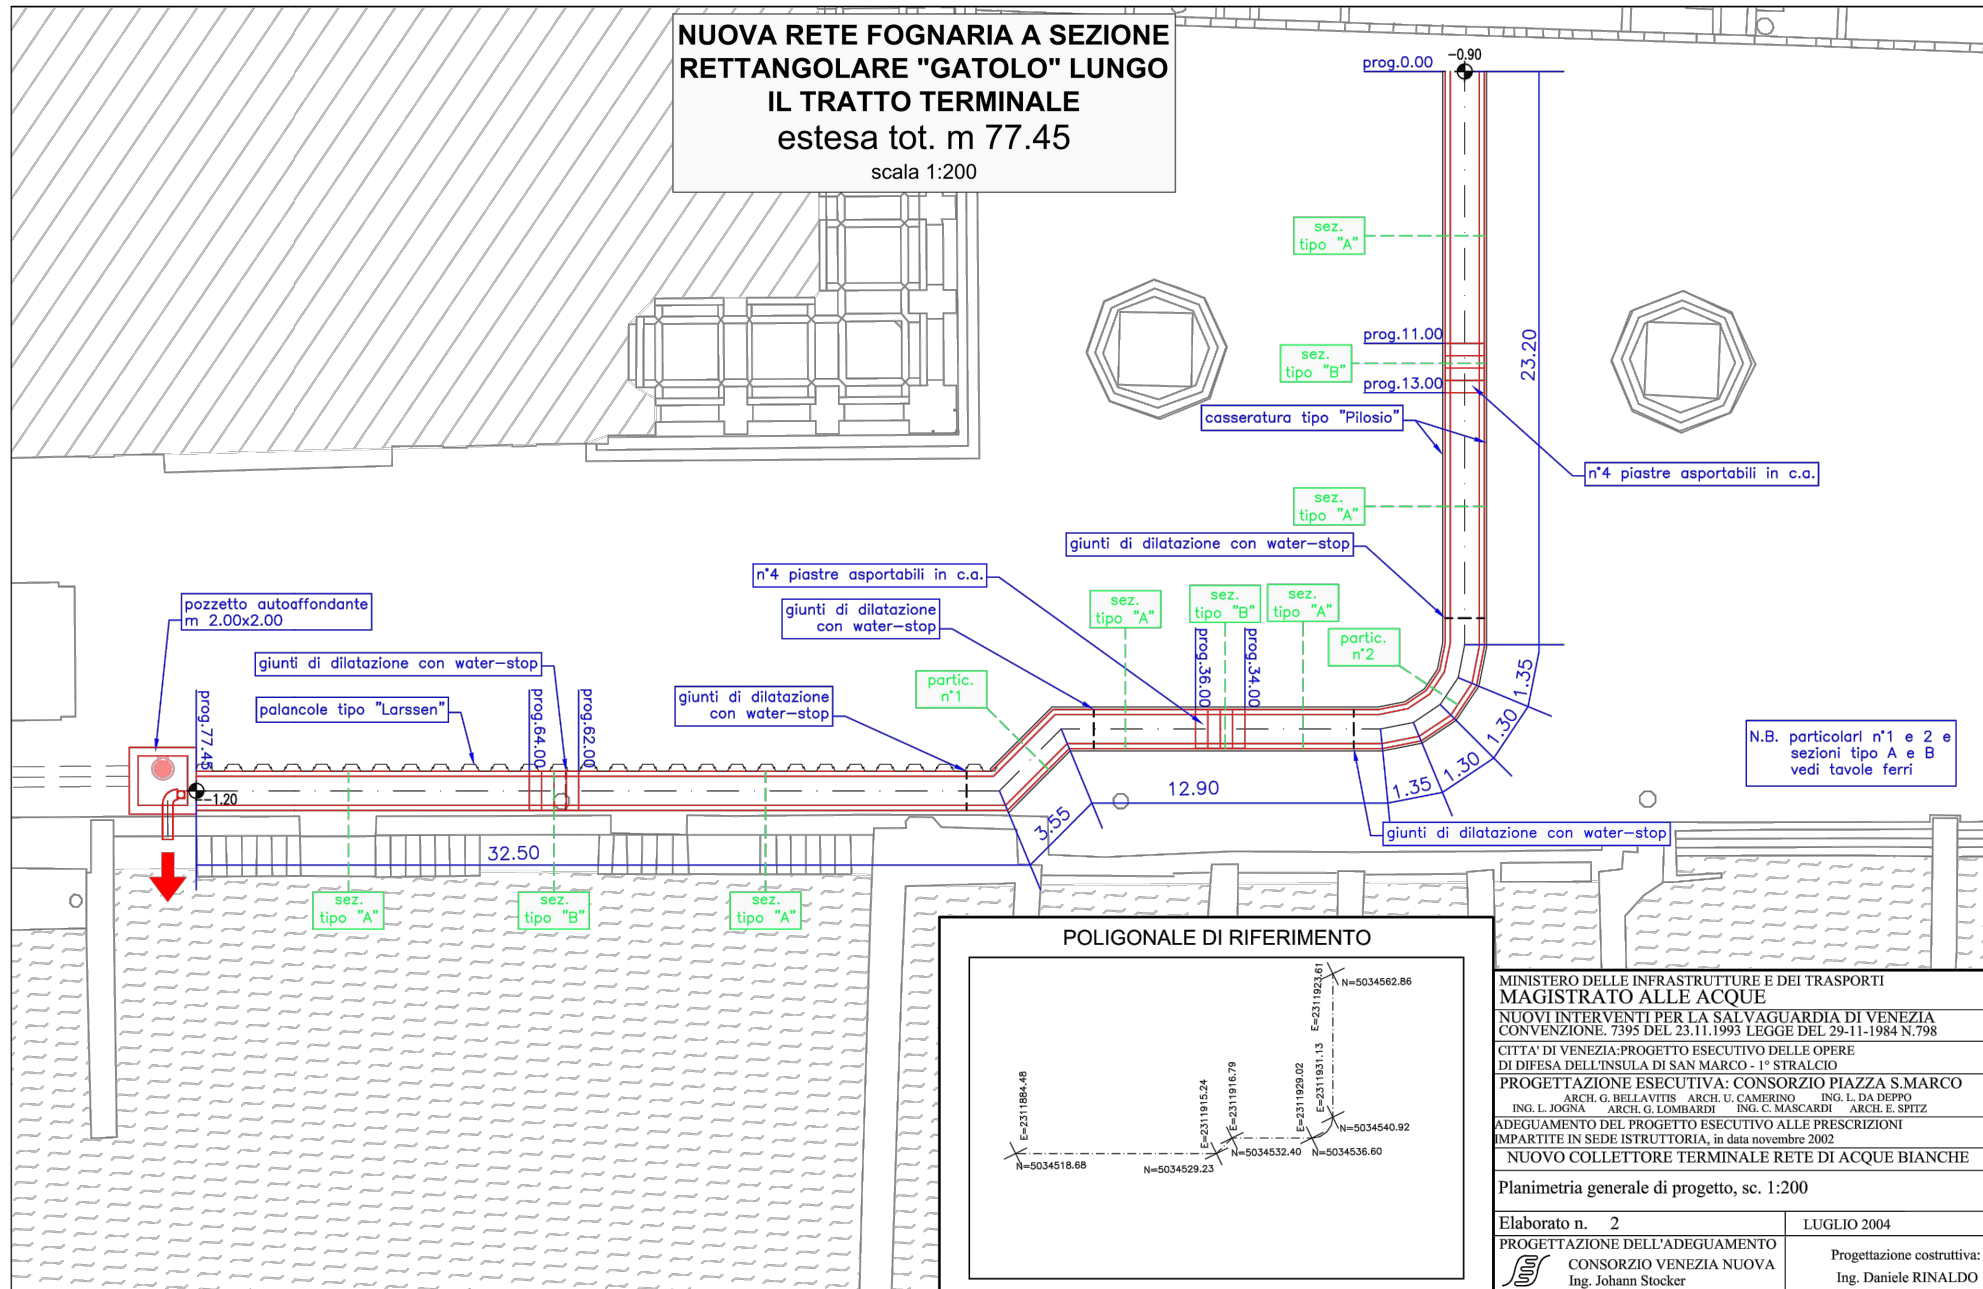 NUOVA RETE FOGNARIA A SEZIONE
RETTANGOLARE "GATOLO" LUNGO
IL TRATTO TERMINALE
estesa tot. m 77.45
scala 1:200
prog.0.00
-0.90
sez.
tipo "A"
prog.11.00
sez.
tipo "B"
prog.13.00
23.20
casseratura tipo "Pilosio"
n°4 piastre asportabili in c.a.
sez.
tipo "A"
giunti di dilatazione con water-stop
n°4 piastre asportabili in c.a.
giunti di dilatazione
con water-stop
sez.
tipo "A"
sez.
tipo "B"
sez.
tipo "A"
prog.36.00
prog.34.00
partic.
n°2
pozzetto autoaffondante
m 2.00x2.00
giunti di dilatazione con water-stop
palancole tipo "Larssen"
giunti di dilatazione
con water-stop
partic.
n°1
prog.77.45
prog.64.00
prog.62.00
-1.20
1.35
1.30
1.30
1.35
12.90
3.55
32.50
giunti di dilatazione con water-stop
N.B. particolarI n°1 e 2 e
sezioni tipo A e B
vedi tavole ferri
sez.
tipo "A"
sez.
tipo "B"
sez.
tipo "A"
POLIGONALE DI RIFERIMENTO
E=2311923.61
N=5034562.86
E=2311931.13
N=5034540.92
E=2311929.02
N=5034536.60
E=2311916.79
N=5034532.40
E=2311915.24
N=5034529.23
E=2311884.48
N=5034518.68
MINISTERO DELLE INFRASTRUTTURE E DEI TRASPORTI
MAGISTRATO ALLE ACQUE
NUOVI INTERVENTI PER LA SALVAGUARDIA DI VENEZIA
CONVENZIONE. 7395 DEL 23.11.1993 LEGGE DEL 29-11-1984 N.798
CITTA' DI VENEZIA:PROGETTO ESECUTIVO DELLE OPERE
DI DIFESA DELL'INSULA DI SAN MARCO - 1° STRALCIO
PROGETTAZIONE ESECUTIVA: CONSORZIO PIAZZA S.MARCO
ARCH. G. BELLAVITIS ARCH. U. CAMERINO ING. L. DA DEPPO
ING. L. JOGNA ARCH. G. LOMBARDI ING. C. MASCARDI ARCH. E. SPITZ
ADEGUAMENTO DEL PROGETTO ESECUTIVO ALLE PRESCRIZIONI
IMPARTITE IN SEDE ISTRUTTORIA, in data novembre 2002
NUOVO COLLETTORE TERMINALE RETE DI ACQUE BIANCHE
Planimetria generale di progetto, sc. 1:200
Elaborato n. 2
LUGLIO 2004
PROGETTAZIONE DELL'ADEGUAMENTO
CONSORZIO VENEZIA NUOVA
Ing. Johann Stocker
Progettazione costruttiva:
Ing. Daniele RINALDO